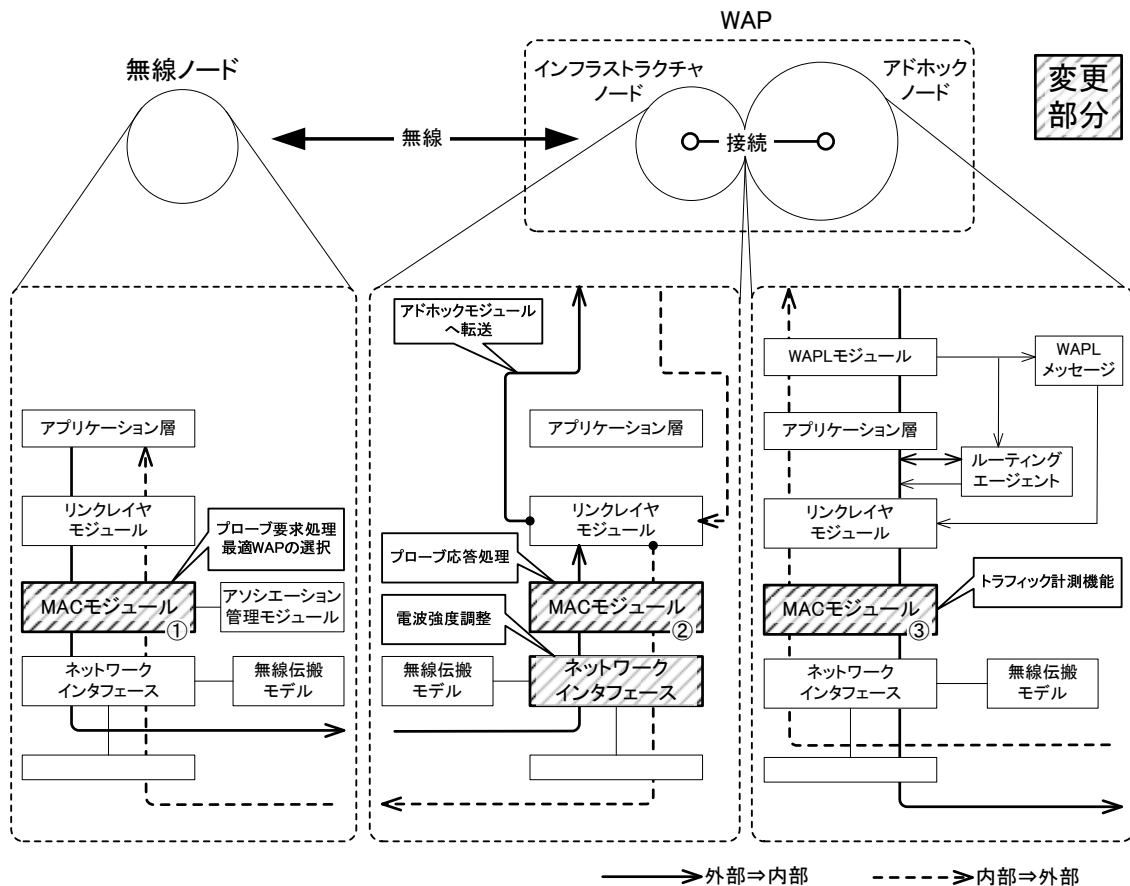 WAP
無線ノード
インフラストラクチャ
ノード
アドホック
ノード
変更
部分
無線
接続
アプリケーション層
リンクレイヤ
モジュール
プローブ要求処理
最適WAPの選択
MACモジュール
①
アソシエーション
管理モジュール
ネットワーク
インタフェース
無線伝搬
モデル
アドホックモジュール
へ転送
アプリケーション層
リンクレイヤ
モジュール
プローブ応答処理
MACモジュール
②
電波強度調整
無線伝搬
モデル
ネットワーク
インタフェース
WAPLモジュール
WAPL
メッセージ
アプリケーション層
ルーティング
エージェント
リンクレイヤ
モジュール
トラフィック計測機能
MACモジュール
③
ネットワーク
インタフェース
無線伝搬
モデル
外部⇒内部
内部⇒外部